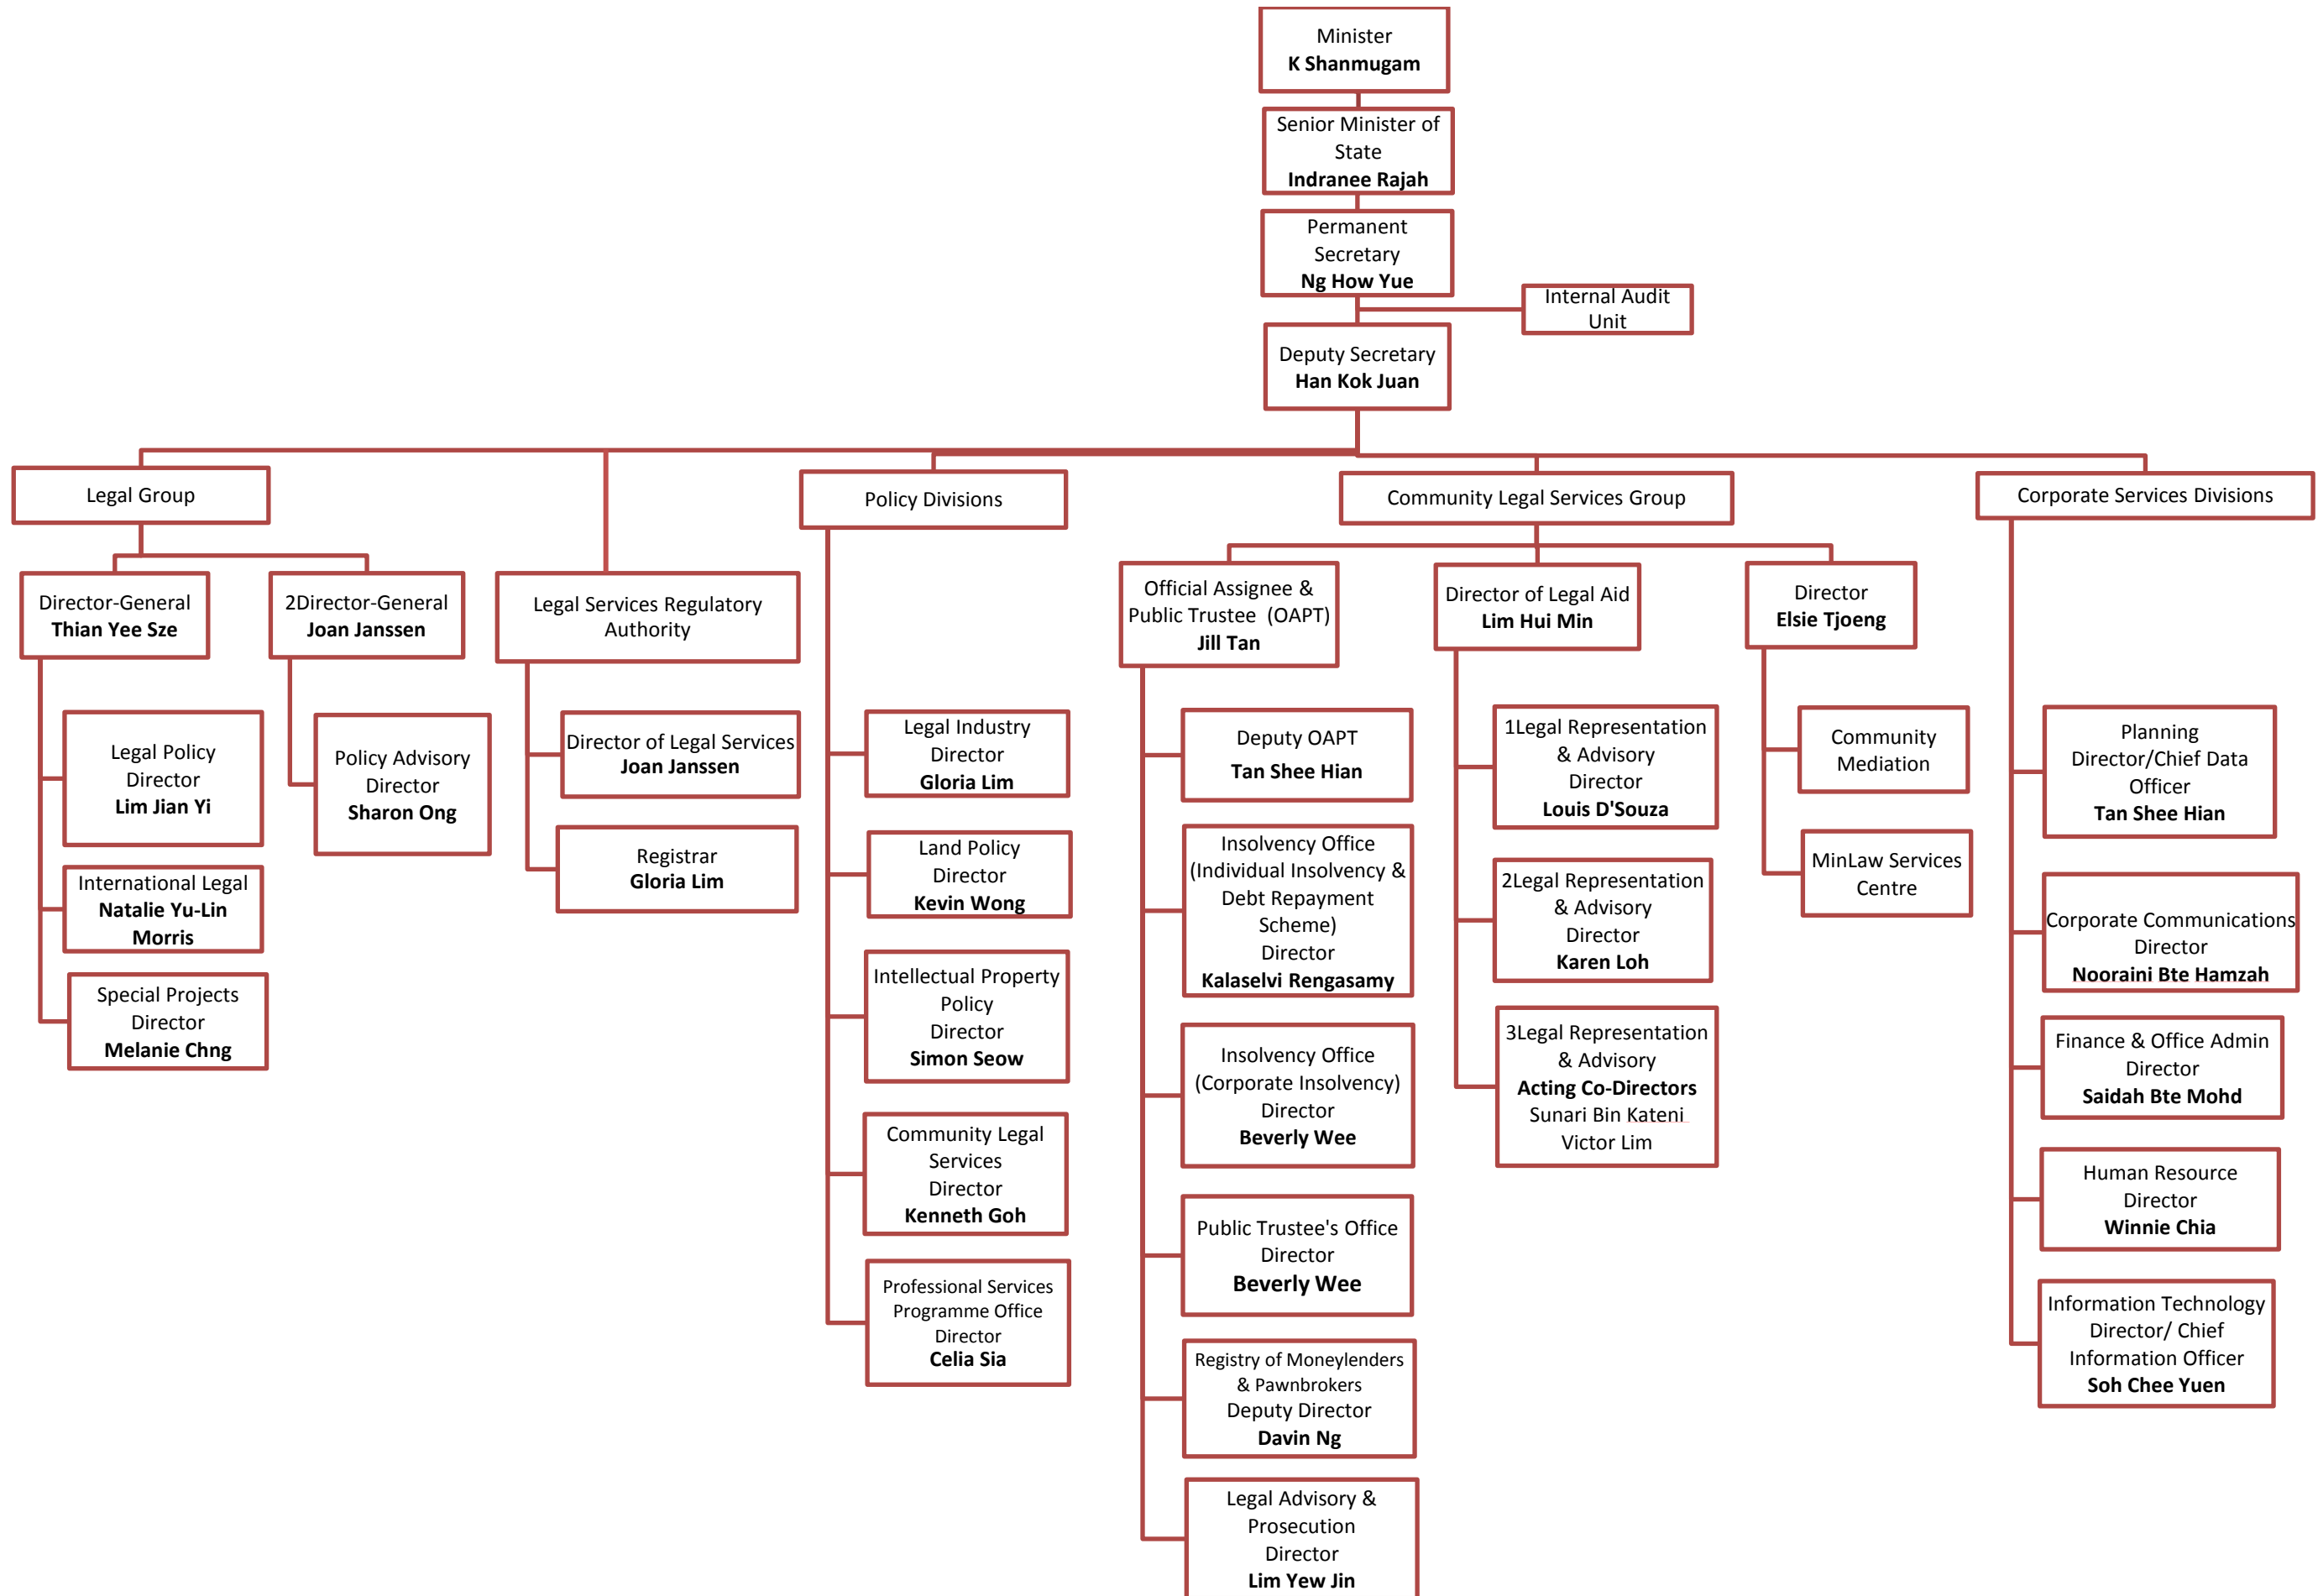 Minister
K Shanmugam
Senior Minister of
State
Indranee Rajah
Permanent
Secretary
Ng How Yue
Internal Audit
Unit
Deputy Secretary
Han Kok Juan
Legal Group
Director-General
Thian Yee Sze
Legal Policy
Director
Lim Jian Yi
International Legal
Natalie Yu-Lin
Morris
Special Projects
Director
Melanie Chng
2Director-General
Joan Janssen
Policy Advisory
Director
Sharon Ong
Legal Services Regulatory
Authority
Director of Legal Services
Joan Janssen
Registrar
Gloria Lim
Policy Divisions
Legal Industry
Director
Gloria Lim
Land Policy
Director
Kevin Wong
Intellectual Property
Policy
Director
Simon Seow
Community Legal
Services
Director
Kenneth Goh
Professional Services
Programme Office
Director
Celia Sia
Community Legal Services Group
Official Assignee &
Public Trustee (OAPT)
Jill Tan
Deputy OAPT
Tan Shee Hian
Insolvency Office
(Individual Insolvency &
Debt Repayment
Scheme)
Director
Kalaselvi Rengasamy
Insolvency Office
(Corporate Insolvency)
Director
Beverly Wee
Public Trustee's Office
Director
Beverly Wee
Registry of Moneylenders
& Pawnbrokers
Deputy Director
Davin Ng
Legal Advisory &
Prosecution
Director
Lim Yew Jin
Director of Legal Aid
Lim Hui Min
1Legal Representation
& Advisory
Director
Louis D'Souza
2Legal Representation
& Advisory
Director
Karen Loh
3Legal Representation
& Advisory
Acting Co-Directors
Sunari Bin Kateni
Victor Lim
Director
Elsie Tjoeng
Community
Mediation
MinLaw Services
Centre
Corporate Services Divisions
Planning
Director/Chief Data
Officer
Tan Shee Hian
Corporate Communications
Director
Nooraini Bte Hamzah
Finance & Office Admin
Director
Saidah Bte Mohd
Human Resource
Director
Winnie Chia
Information Technology
Director/ Chief
Information Officer
Soh Chee Yuen